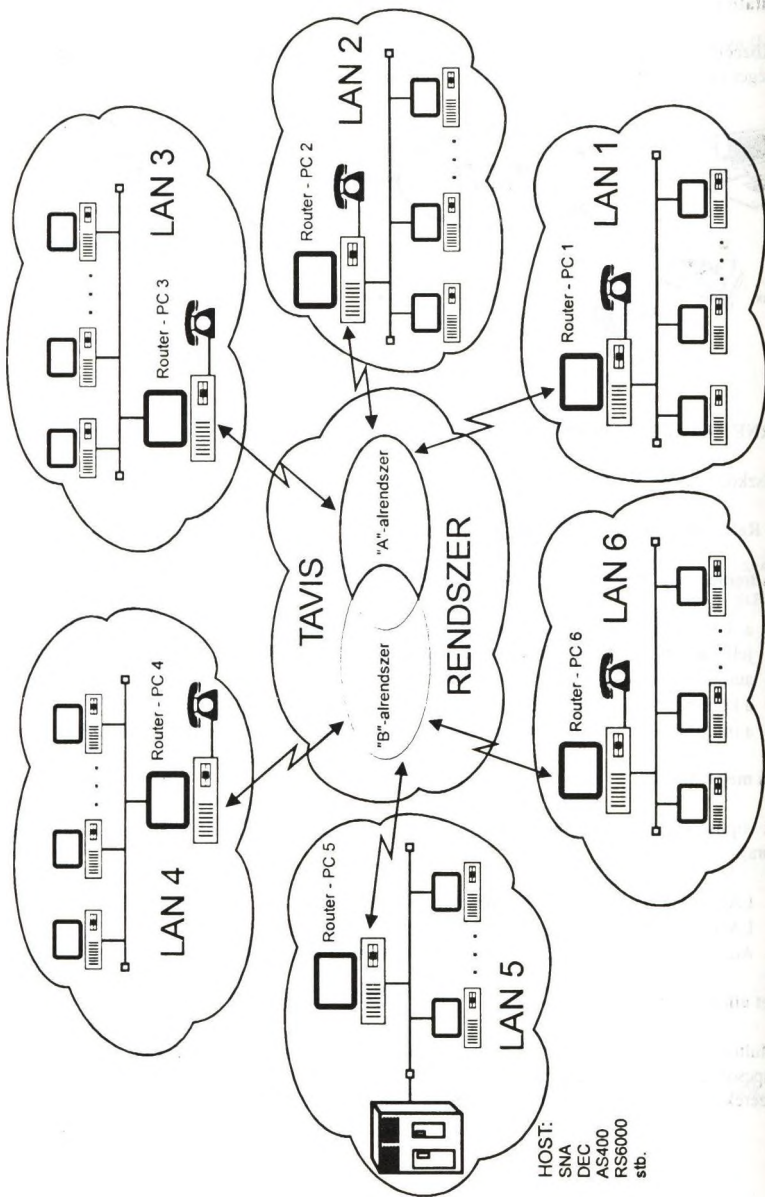 LAN 4
Router - PC 4
LAN 3
Router - PC 3
Router - PC 5
LAN 5
HOST:
SNA
DEC
AS400
RS6000
stb.
TAVIS
"B"-alrendszer
"A"-alrendszer
RENDSZER
Router - PC 2
LAN 2
Router - PC 6
LAN 6
Router - PC 1
LAN 1